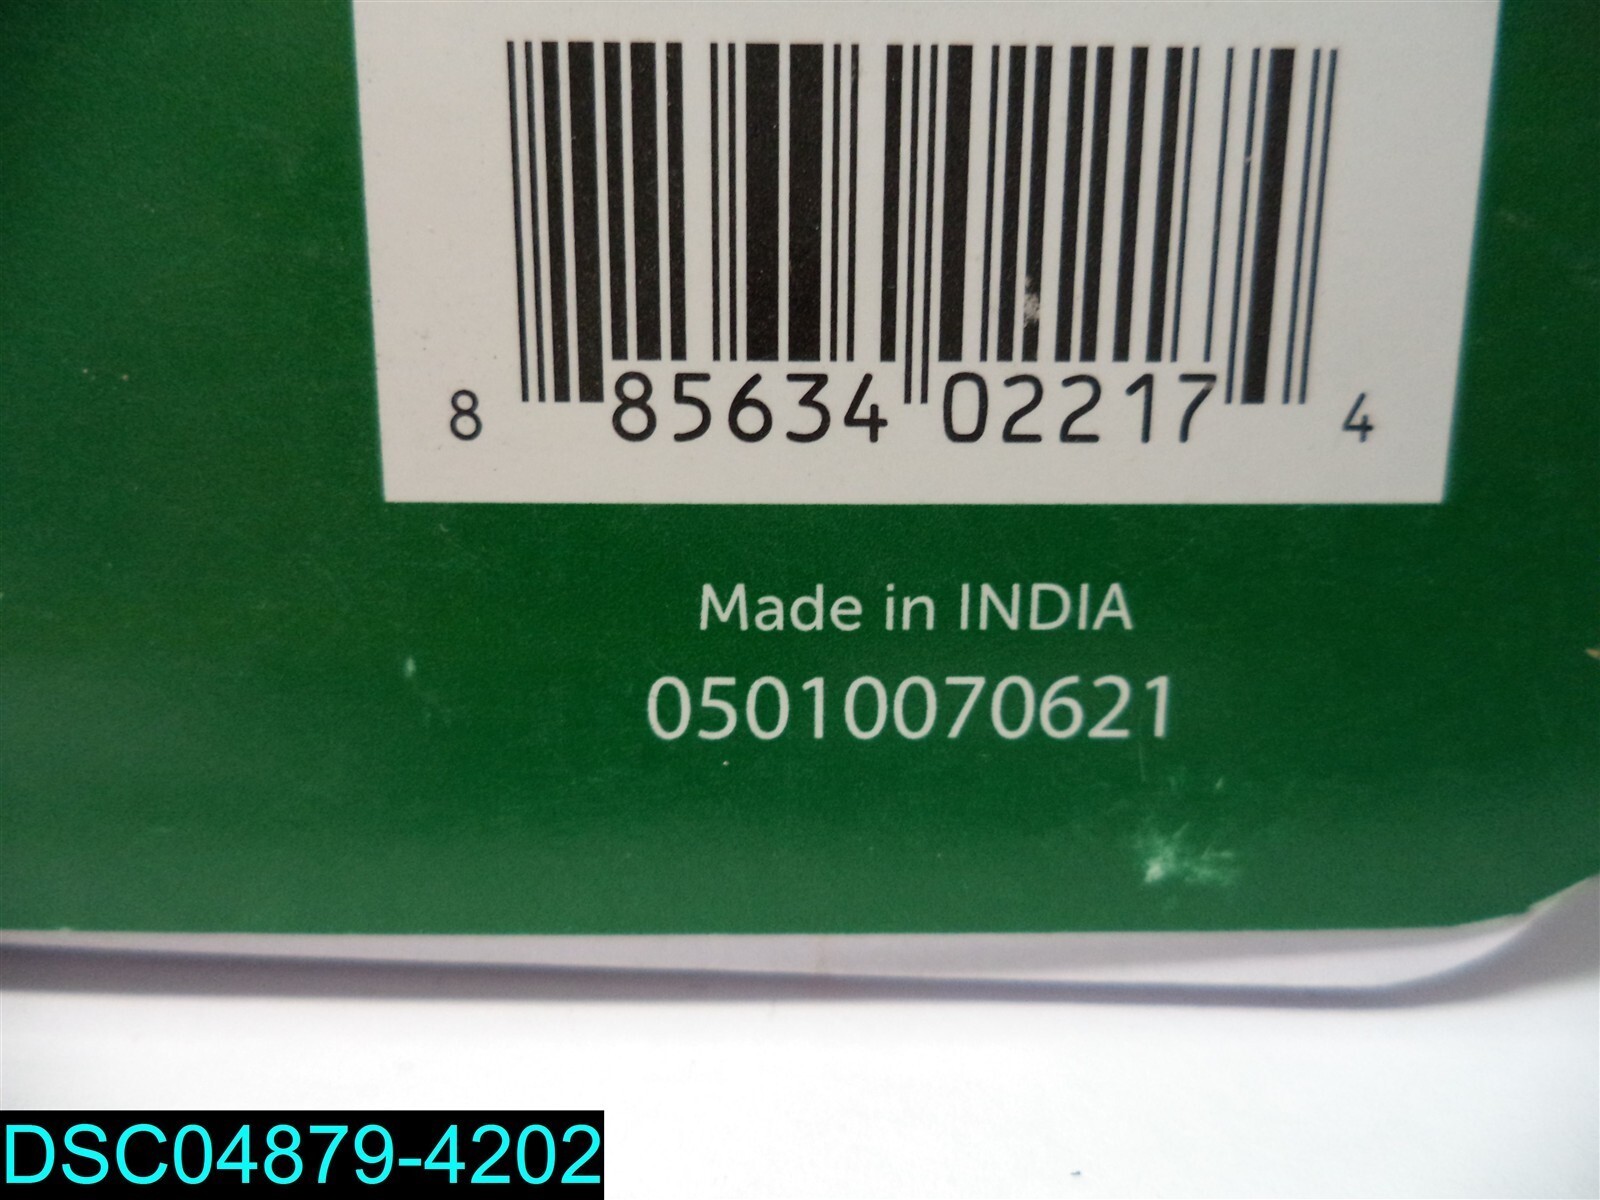 8 85634 02217 4
Made in INDIA
05010070621
DSC04879-4202